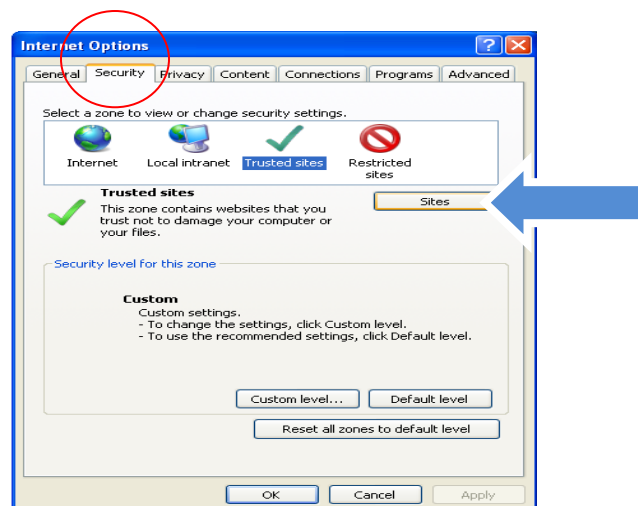 Internet Options
General Security Privacy Content Connections Programs Advanced
Select a zone to view or change security settings.
Internet Local intranet Trusted sites Restricted
sites
Trusted sites
Sites
This zone contains websites that you
trust not to damage your computer or
your files.
Security level for this zone
Custom
Custom settings.
- To change the settings, click Custom level.
- To use the recommended settings, click Default level.
Custom level... Default level
Reset all zones to default level
OK Cancel Apply